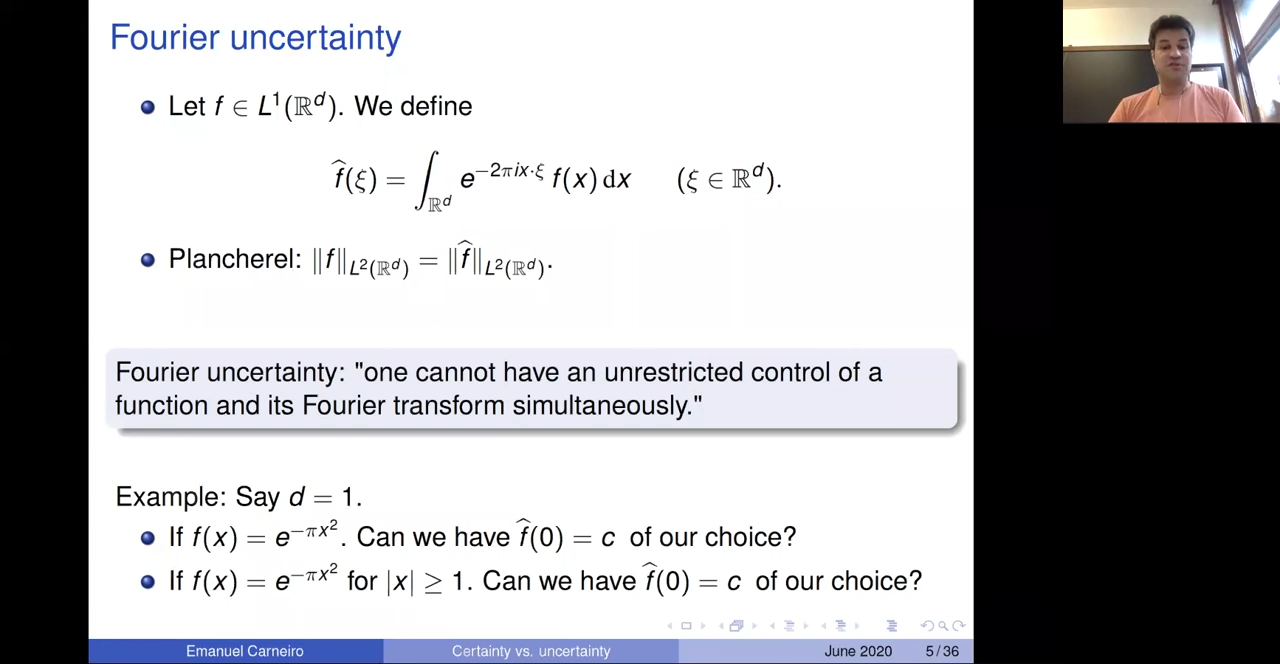 Fourier uncertainty
Let f ∈ L¹(ℝᵈ). We define
f̂(ξ) = ∫_{ℝᵈ} e^{−2πix·ξ} f(x) dx (ξ ∈ ℝᵈ).
Plancherel: ‖f‖_{L²(ℝᵈ)} = ‖f̂‖_{L²(ℝᵈ)}.
Fourier uncertainty: "one cannot have an unrestricted control of a
function and its Fourier transform simultaneously."
Example: Say d = 1.
If f(x) = e^{−πx²}. Can we have f̂(0) = c of our choice?
If f(x) = e^{−πx²} for |x| ≥ 1. Can we have f̂(0) = c of our choice?
Emanuel Carneiro Certainty vs. uncertainty June 2020 5 / 36